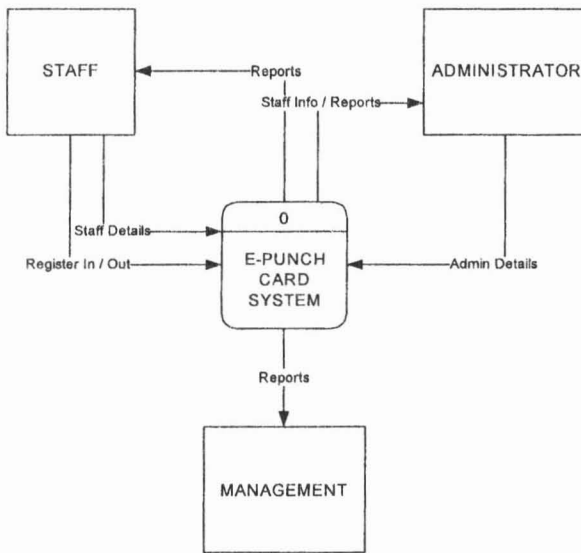 STAFF
ADMINISTRATOR
Reports
Staff Info / Reports
Staff Details
Register In / Out
0
E-PUNCH
CARD
SYSTEM
Admin Details
Reports
MANAGEMENT